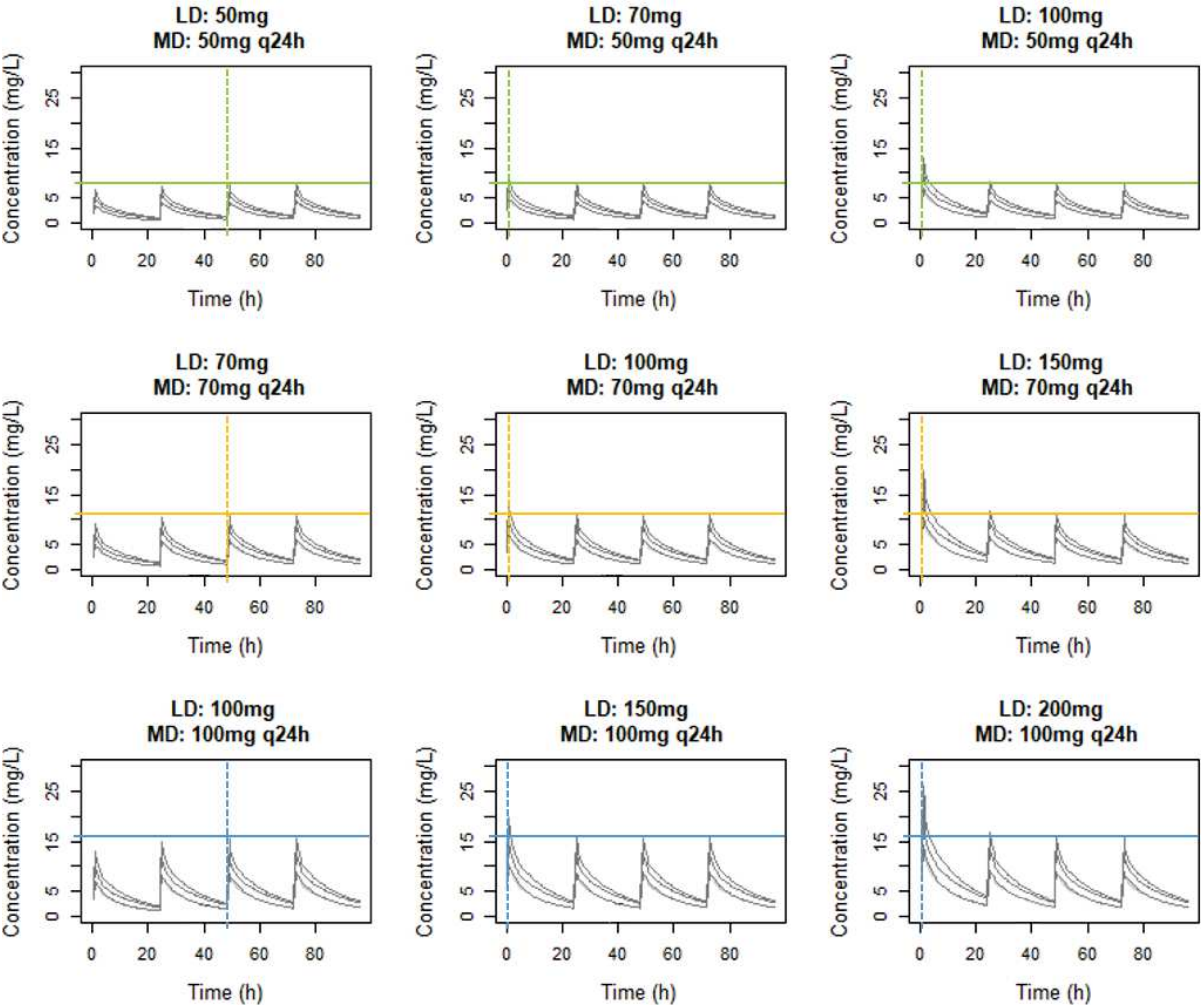 LD: 50mg
MD: 50mg q24h
LD: 70mg
MD: 50mg q24h
LD: 100mg
MD: 50mg q24h
Concentration (mg/L)
25
15
5
0
0 20 40 60 80
Time (h)
Concentration (mg/L)
25
15
5
0
0 20 40 60 80
Time (h)
Concentration (mg/L)
25
15
5
0
0 20 40 60 80
Time (h)
LD: 70mg
MD: 70mg q24h
LD: 100mg
MD: 70mg q24h
LD: 150mg
MD: 70mg q24h
Concentration (mg/L)
25
15
5
0
0 20 40 60 80
Time (h)
Concentration (mg/L)
25
15
5
0
0 20 40 60 80
Time (h)
Concentration (mg/L)
25
15
5
0
0 20 40 60 80
Time (h)
LD: 100mg
MD: 100mg q24h
LD: 150mg
MD: 100mg q24h
LD: 200mg
MD: 100mg q24h
Concentration (mg/L)
25
15
5
0
0 20 40 60 80
Time (h)
Concentration (mg/L)
25
15
5
0
0 20 40 60 80
Time (h)
Concentration (mg/L)
25
15
5
0
0 20 40 60 80
Time (h)